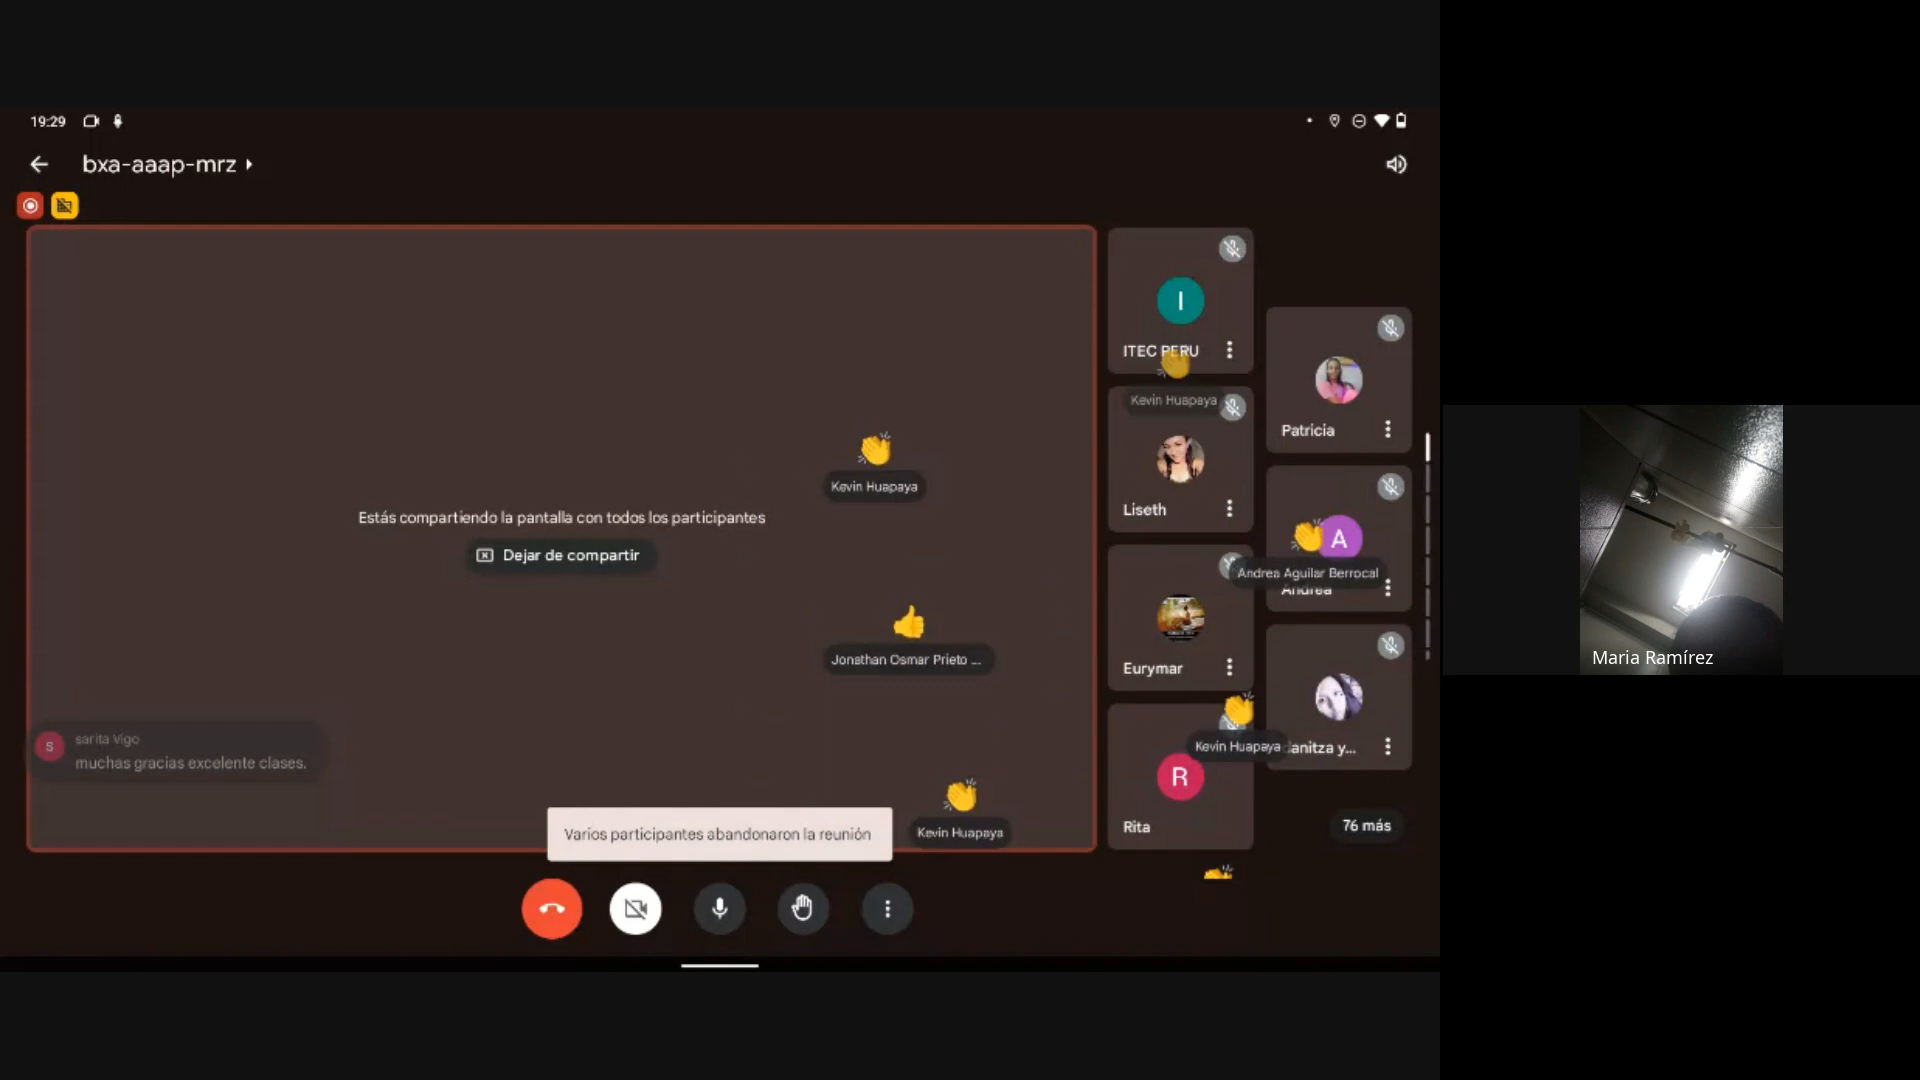 19:29
bxa-aaap-mrz
ITEC PERU
I
Kevin Huapaya
Patricia
Kevin Huapaya
Liseth
Estás compartiendo la pantalla con todos los participantes
Dejar de compartir
A
Andrea Aguilar Berrocal
Andrea
Jonathan Osmar Prieto ...
Eurymar
Maria Ramírez
S
sarita Vigo
muchas gracias excelente clases.
Kevin Huapaya
danitza y...
R
Rita
Varios participantes abandonaron la reunión
Kevin Huapaya
76 más